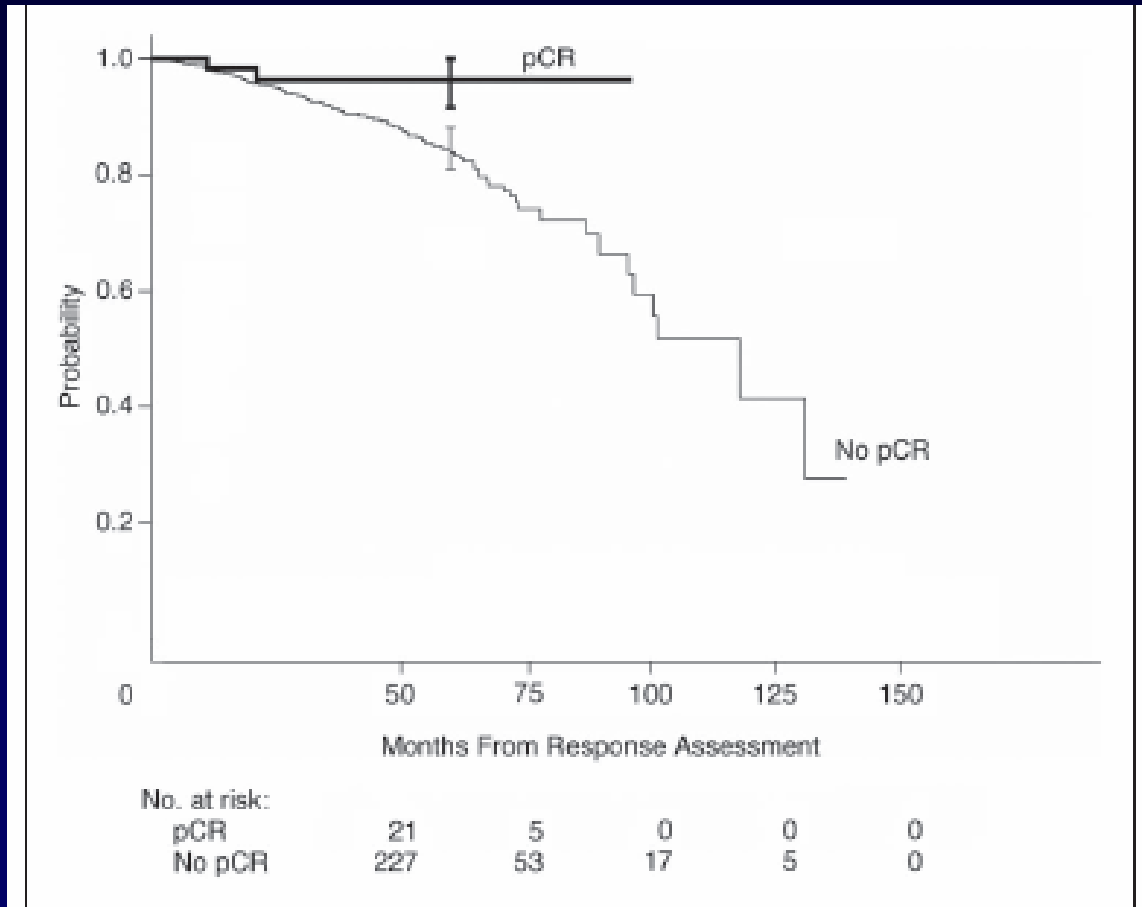 1.0
pCR
0.8
0.6
Probability
0.4
No pCR
0.2
0 50 75 100 125 150
Months From Response Assessment
No. at risk:
pCR 21 5 0 0 0
No pCR 227 53 17 5 0